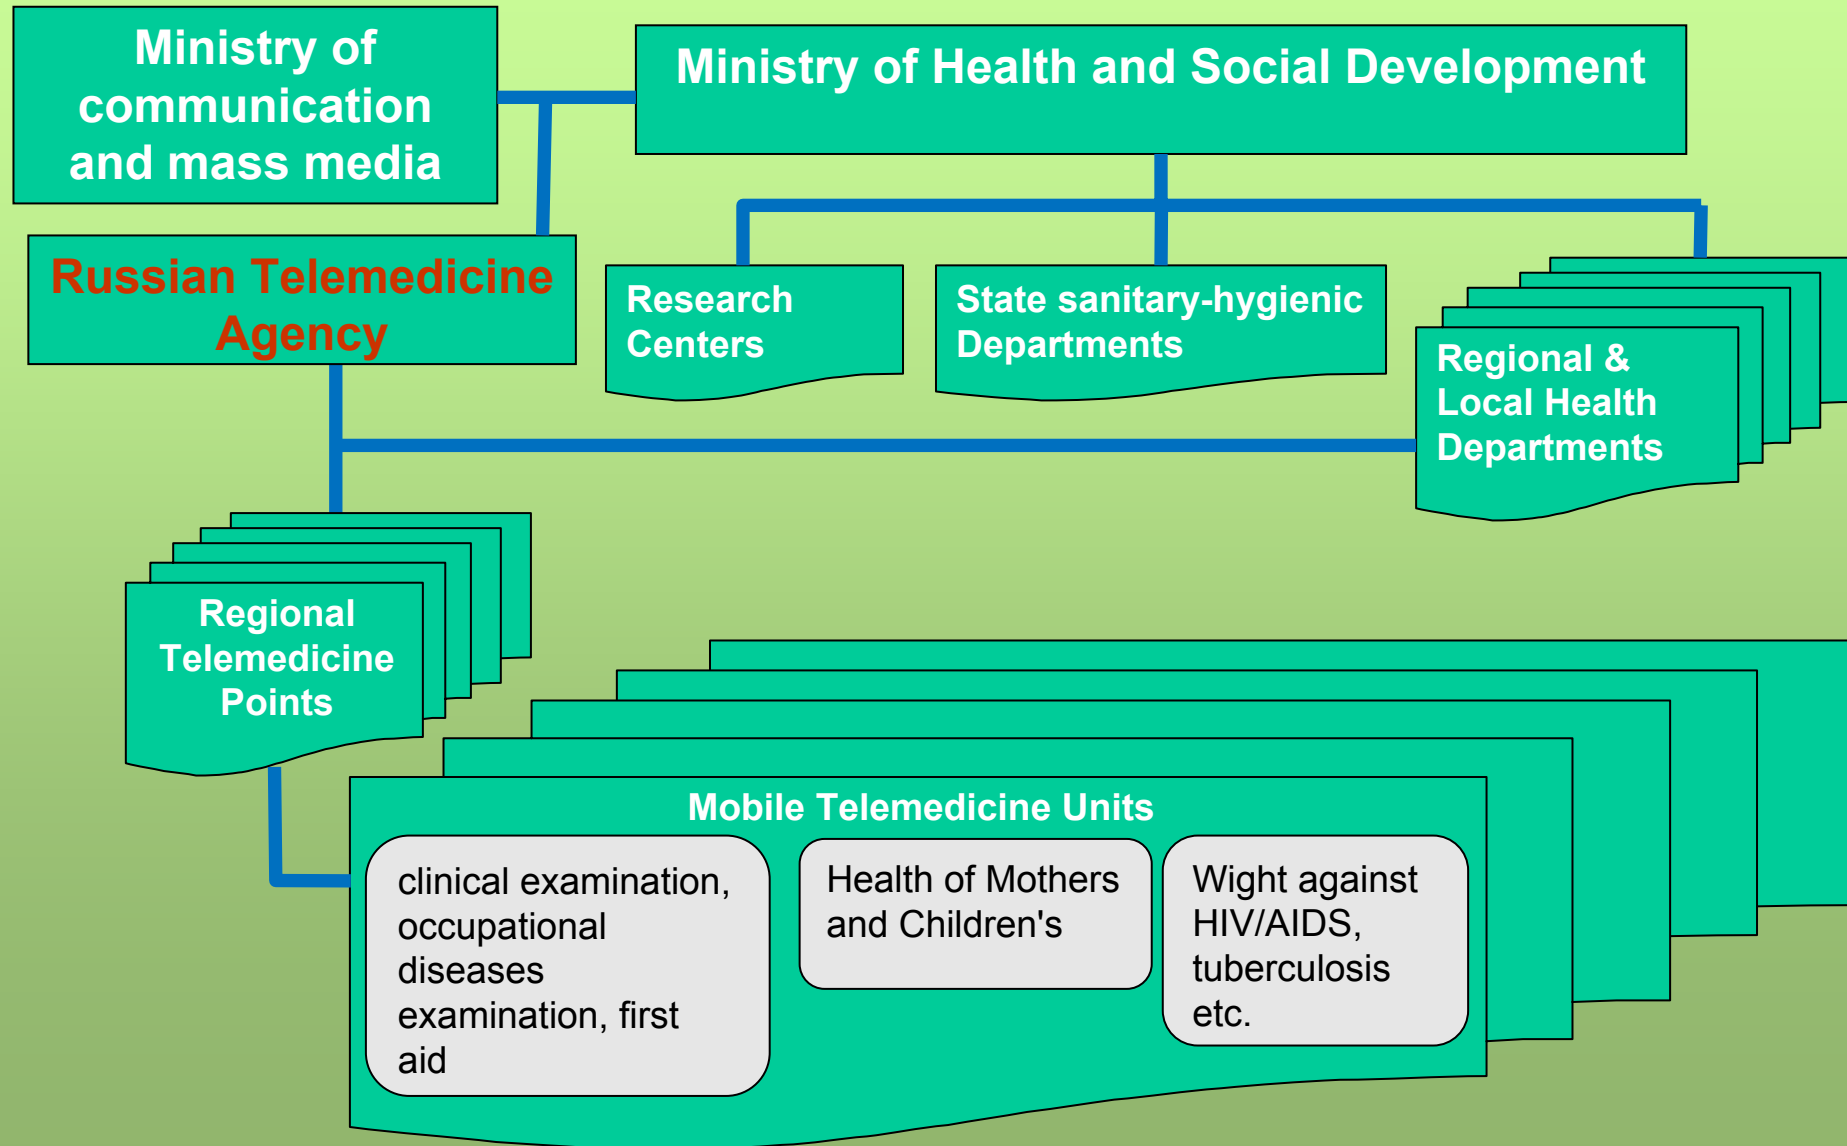 Ministry of
communication
and mass media
Ministry of Health and Social Development
Russian Telemedicine
Agency
Research
Centers
State sanitary-hygienic
Departments
Regional &
Local Health
Departments
Regional
Telemedicine
Points
Mobile Telemedicine Units
clinical examination,
occupational
diseases
examination, first
aid
Health of Mothers
and Children's
Wight against
HIV/AIDS,
tuberculosis
etc.